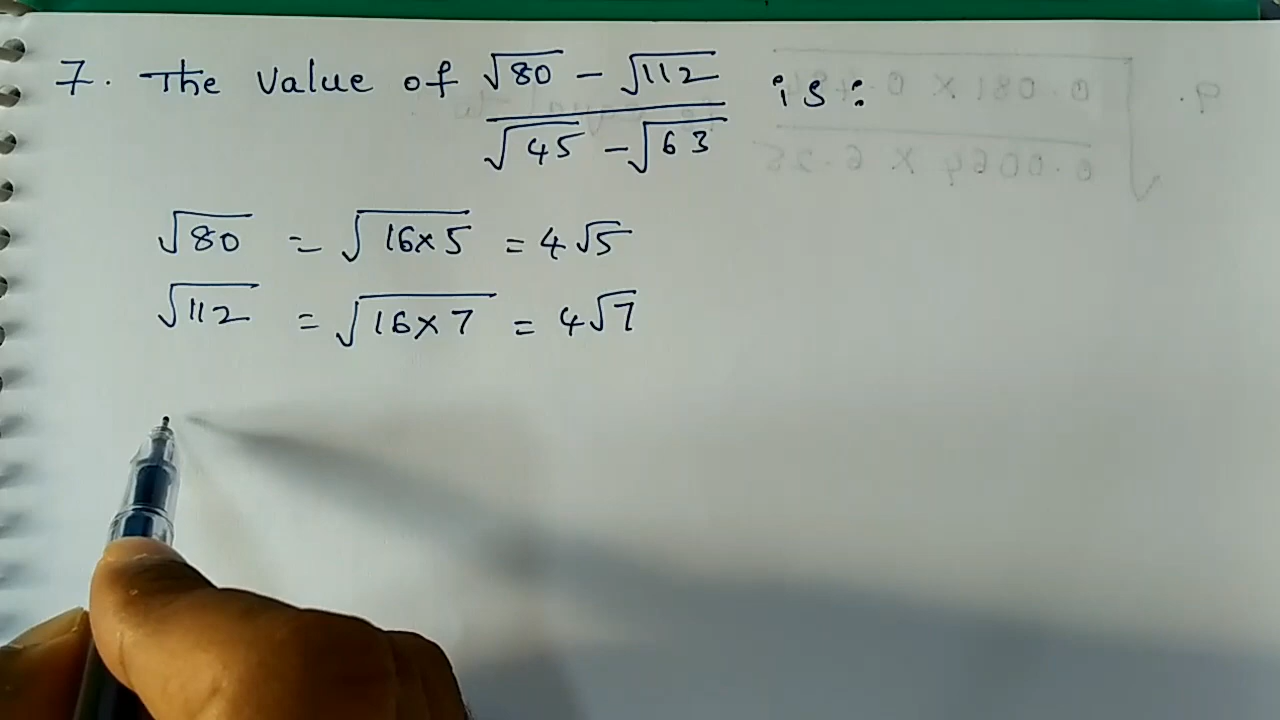 7. The value of √80 − √112 / √45 − √63 is:
√80 = √16×5 = 4√5
√112 = √16×7 = 4√7